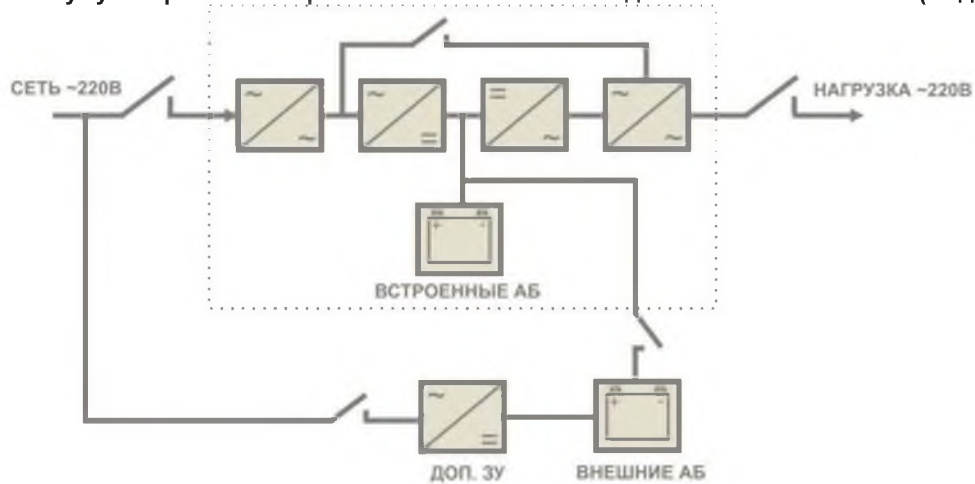 СЕТЬ ~220В
НАГРУЗКА ~220В
ВСТРОЕННЫЕ АБ
ДОП. ЗУ
ВНЕШНИЕ АБ